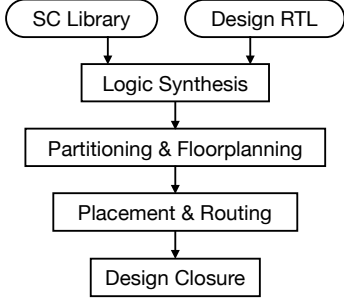 SC Library
Design RTL
Logic Synthesis
Partitioning & Floorplanning
Placement & Routing
Design Closure